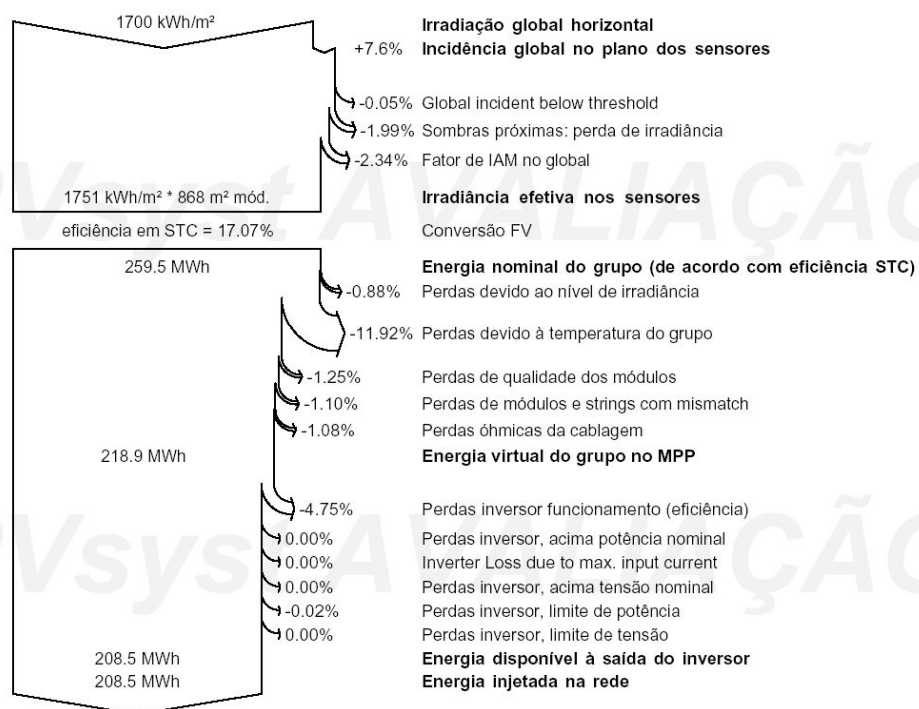 1700 kWh/m² Irradiação global horizontal
+7.6% Incidência global no plano dos sensores
-0.05% Global incident below threshold
-1.99% Sombras próximas: perda de irradiância
-2.34% Fator de IAM no global
1751 kWh/m² * 868 m² mód. Irradiância efetiva nos sensores
eficiência em STC = 17.07% Conversão FV
259.5 MWh Energia nominal do grupo (de acordo com eficiência STC)
-0.88% Perdas devido ao nível de irradiância
-11.92% Perdas devido à temperatura do grupo
-1.25% Perdas de qualidade dos módulos
-1.10% Perdas de módulos e strings com mismatch
-1.08% Perdas óhmicas da cablagem
218.9 MWh Energia virtual do grupo no MPP
-4.75% Perdas inversor funcionamento (eficiência)
0.00% Perdas inversor, acima potência nominal
0.00% Inverter Loss due to max. input current
0.00% Perdas inversor, acima tensão nominal
-0.02% Perdas inversor, limite de potência
0.00% Perdas inversor, limite de tensão
208.5 MWh Energia disponível à saída do inversor
208.5 MWh Energia injetada na rede
Vsyst AVALIAÇÃO
Vsyst AVALIAÇÃO